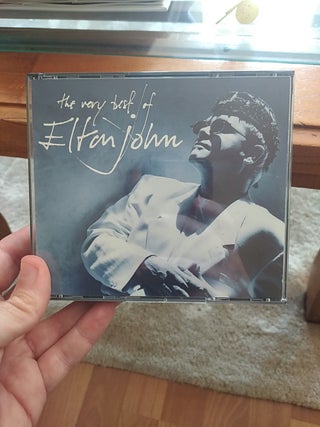 the very best of
Elton john